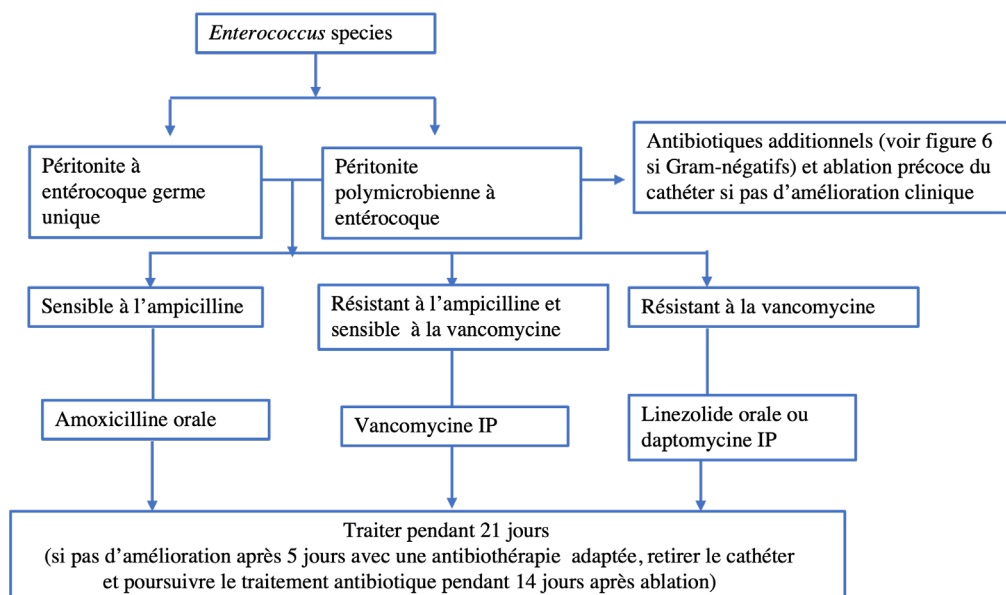 Enterococcus species
Péritonite à
entérocoque germe
unique
Péritonite
polymicrobienne à
entérocoque
Antibiotiques additionnels (voir figure 6
si Gram-négatifs) et ablation précoce du
cathéter si pas d’amélioration clinique
Sensible à l’ampicilline
Résistant à l’ampicilline et
sensible à la vancomycine
Résistant à la vancomycine
Amoxicilline orale
Vancomycine IP
Linezolide orale ou
daptomycine IP
Traiter pendant 21 jours
(si pas d’amélioration après 5 jours avec une antibiothérapie adaptée, retirer le cathéter
et poursuivre le traitement antibiotique pendant 14 jours après ablation)